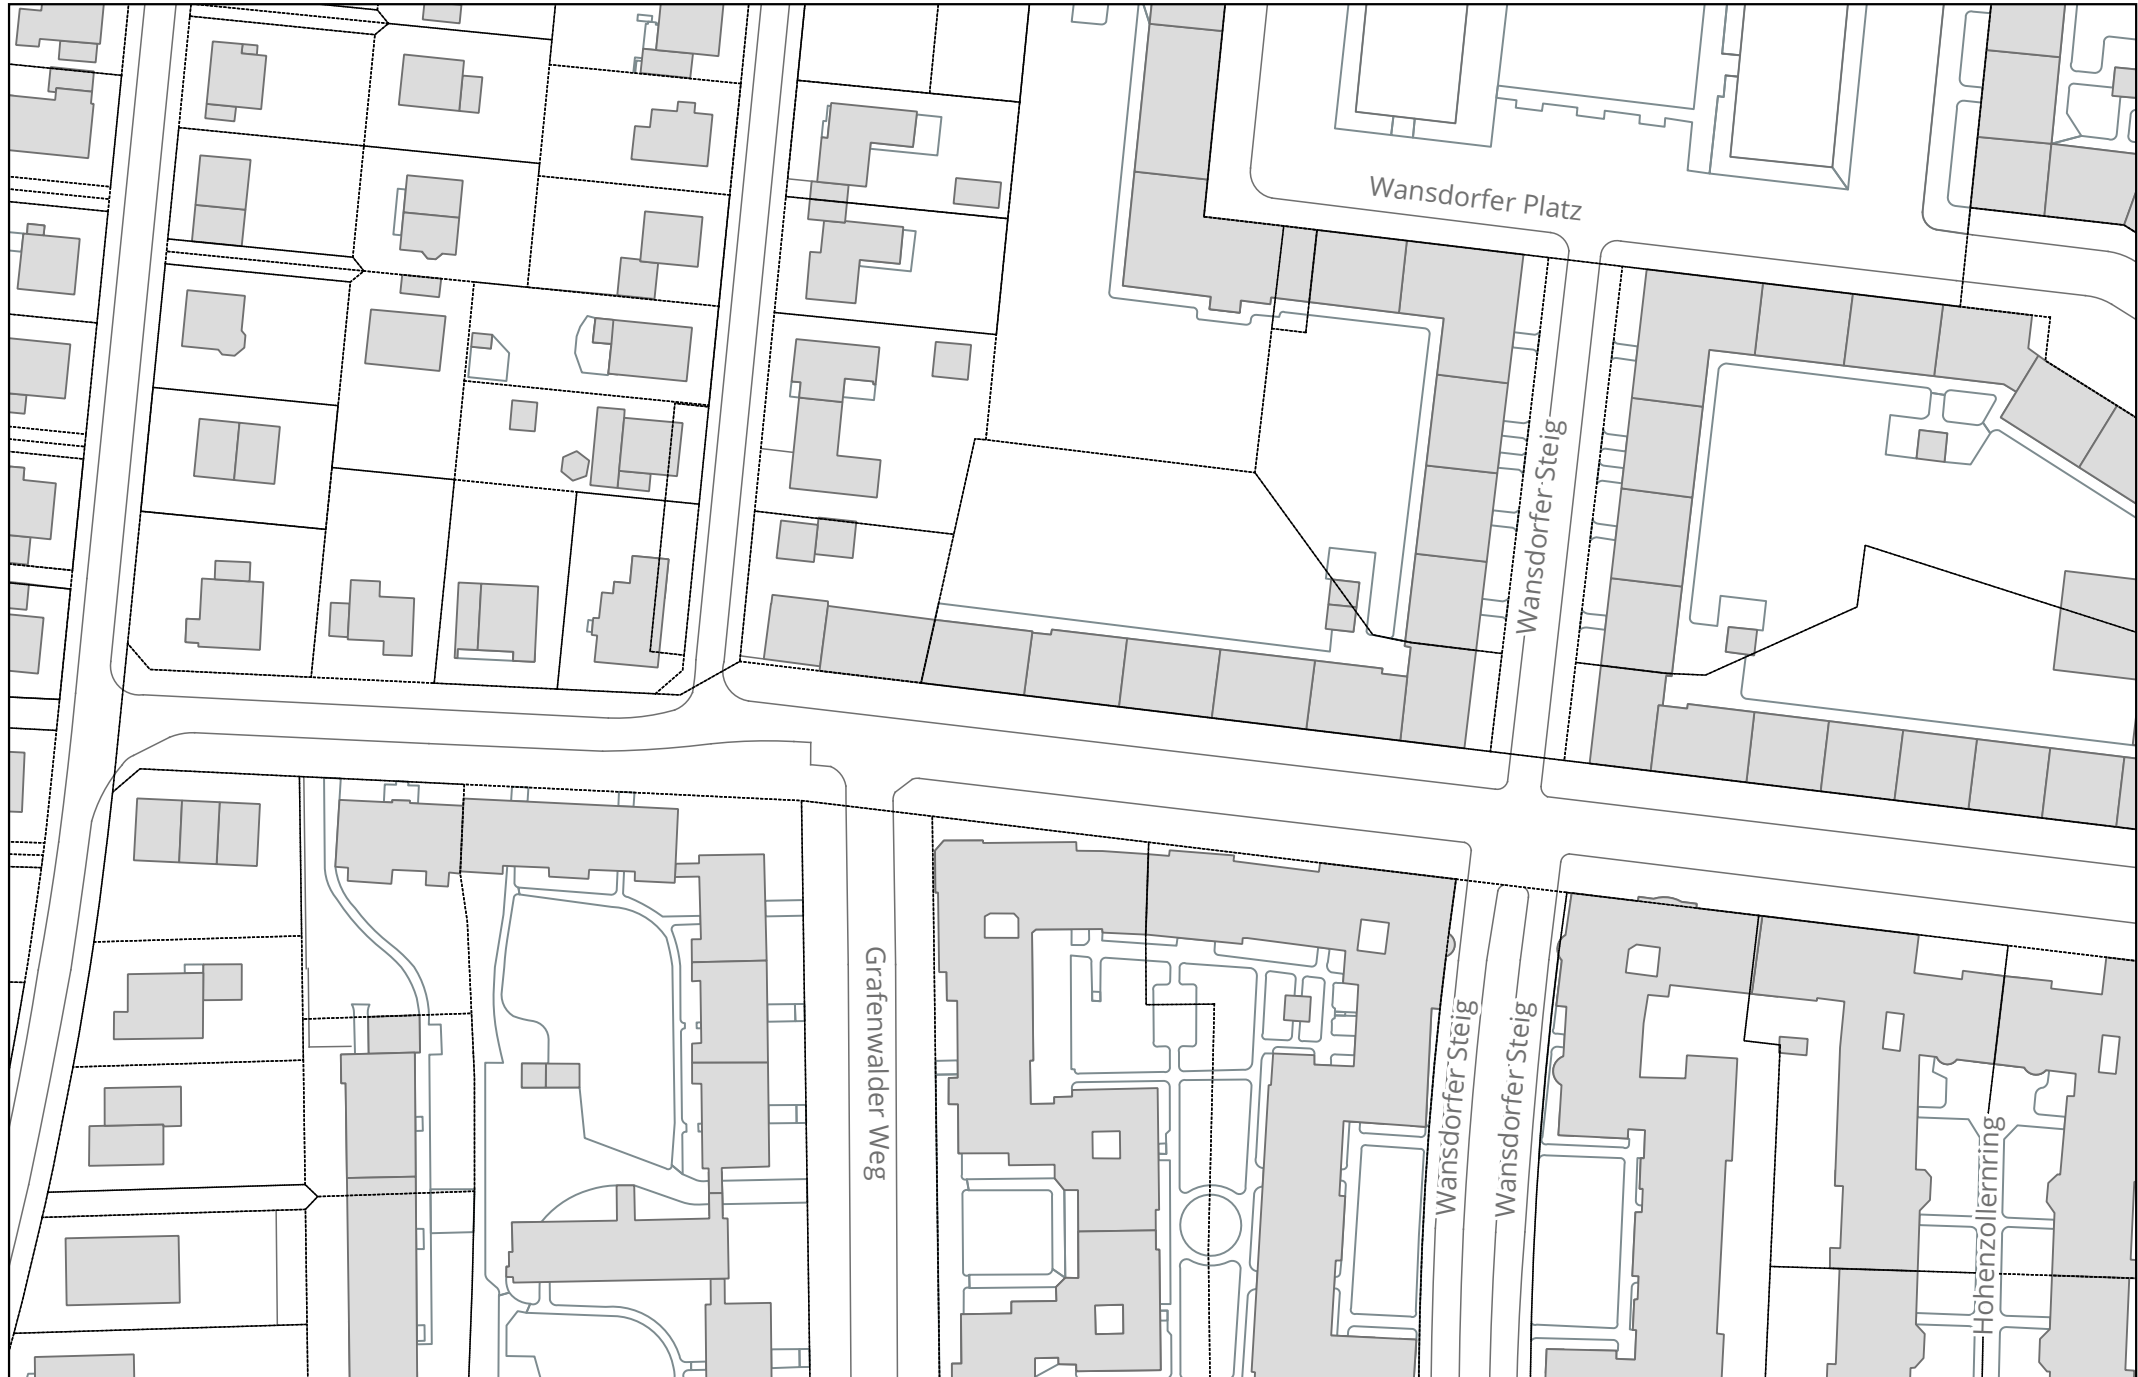 Wansdorfer Platz
Wansdorfer Steig
Grafenwalder Weg
Wansdorfer Steig
Wansdorfer Steig
Hohenzollernring